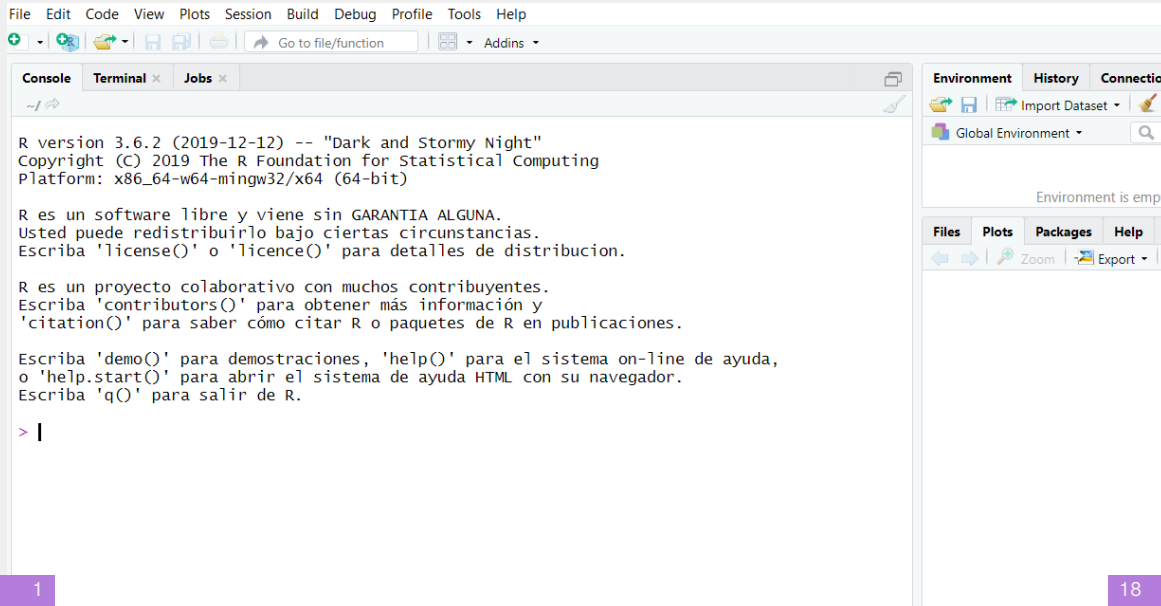 File Edit Code View Plots Session Build Debug Profile Tools Help
Go to file/function Addins
Console Terminal Jobs
~/
R version 3.6.2 (2019-12-12) -- "Dark and Stormy Night"
Copyright (C) 2019 The R Foundation for Statistical Computing
Platform: x86_64-w64-mingw32/x64 (64-bit)
R es un software libre y viene sin GARANTIA ALGUNA.
Usted puede redistribuirlo bajo ciertas circunstancias.
Escriba 'license()' o 'licence()' para detalles de distribucion.
R es un proyecto colaborativo con muchos contribuyentes.
Escriba 'contributors()' para obtener más información y
'citation()' para saber cómo citar R o paquetes de R en publicaciones.
Escriba 'demo()' para demostraciones, 'help()' para el sistema on-line de ayuda,
o 'help.start()' para abrir el sistema de ayuda HTML con su navegador.
Escriba 'q()' para salir de R.
>
Environment History Connectio
Import Dataset
Global Environment
Environment is emp
Files Plots Packages Help
Zoom Export
1
18